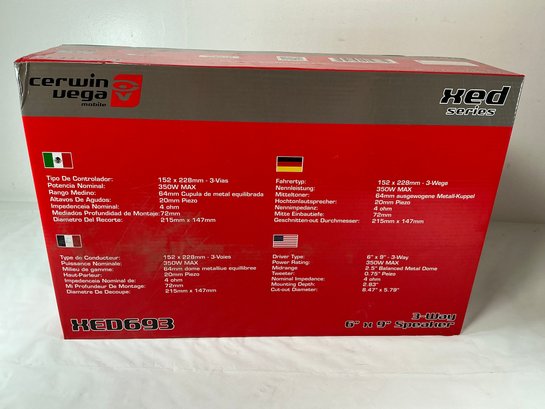 cerwin
vega
mobile
xed
series
Tipo De Controlador: 152 x 228mm - 3-Vias
Potencia Nominal: 350W MAX
Rango Medino: 64mm Cupula de metal equilibrada
Altavos De Agudos: 20mm Piezo
Impedenceia Nominal: 4 ohm
Mediados Profundidad de Montaje: 72mm
Diametro Del Recorte: 215mm x 147mm
Fahrertyp: 152 x 228mm - 3-Wege
Nennleistung: 350W MAX
Mitteltoner: 64mm ausgewogene Metall-Kuppel
Hochtonlautsprecher: 20mm Piezo
Nennimpedanz: 4 ohm
Mitte Einbautiefe: 72mm
Geschnitten-out Durchmesser: 215mm x 147mm
Type do Conducteur: 152 x 228mm - 3-Vies
Puissance Nominale: 350W MAX
Milieu de gamme: 64mm dome metallius equilibree
Haut-Parleur: 20mm Piezo
Impedenceia Nominal de: 4 ohm
Mi Profundeur De Montage: 72mm
Diametre De Decoupe: 215mm x 147mm
Driver Type: 6" x 9" - 3-Way
Power Rating: 350W MAX
Midrange 2.5" Balanced Metal Dome
Tweeter: 0.75" Piezo
Nominal Impedance: 4 ohm
Mounting Depth: 2.83"
Cut-out Diameter: 8.47" x 5.79"
XED693
3-Way
6" x 9" Speaker